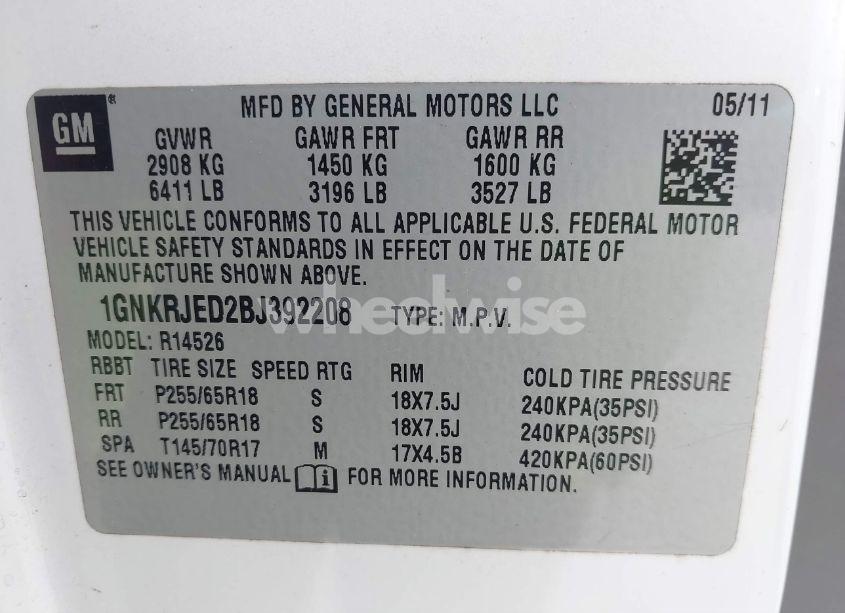 GM® MFD BY GENERAL MOTORS LLC 05/11
GVWR GAWR FRT GAWR RR
2908 KG 1450 KG 1600 KG
6411 LB 3196 LB 3527 LB
THIS VEHICLE CONFORMS TO ALL APPLICABLE U.S. FEDERAL MOTOR
VEHICLE SAFETY STANDARDS IN EFFECT ON THE DATE OF
MANUFACTURE SHOWN ABOVE.
1GNKRJED2BJ392208 TYPE: M.P.V.
wheelwise
MODEL: R14526
RBBT TIRE SIZE SPEED RTG RIM COLD TIRE PRESSURE
FRT P255/65R18 S 18X7.5J 240KPA(35PSI)
RR P255/65R18 S 18X7.5J 240KPA(35PSI)
SPA T145/70R17 M 17X4.5B 420KPA(60PSI)
SEE OWNER'S MANUAL i FOR MORE INFORMATION.